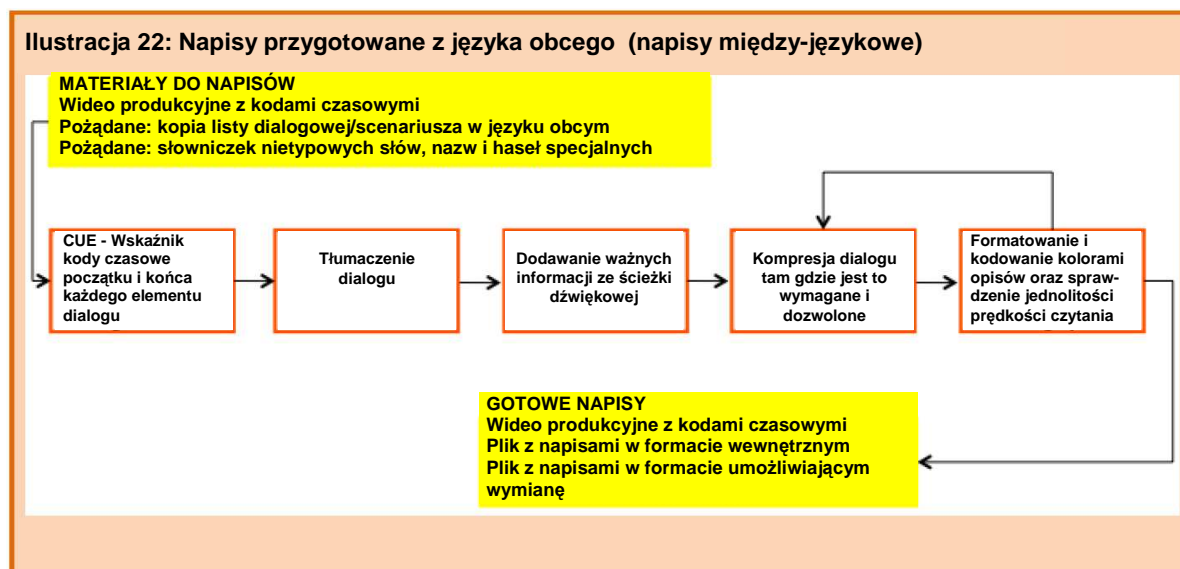 Ilustracja 22: Napisy przygotowane z języka obcego (napisy między-językowe)
MATERIAŁY DO NAPISÓW
Wideo produkcyjne z kodami czasowymi
Pożądane: kopia listy dialogowej/scenariusza w języku obcym
Pożądane: słowniczek nietypowych słów, nazw i haseł specjalnych
CUE - Wskaźnik
kody czasowe
początku i końca
każdego elementu
dialogu
Tłumaczenie
dialogu
Dodawanie ważnych
informacji ze ścieżki
dźwiękowej
Kompresja dialogu
tam gdzie jest to
wymagane i
dozwolone
Formatowanie i
kodowanie kolorami
opisów oraz spraw-
dzenie jednolitości
prędkości czytania
GOTOWE NAPISY
Wideo produkcyjne z kodami czasowymi
Plik z napisami w formacie wewnętrznym
Plik z napisami w formacie umożliwiającym
wymianę